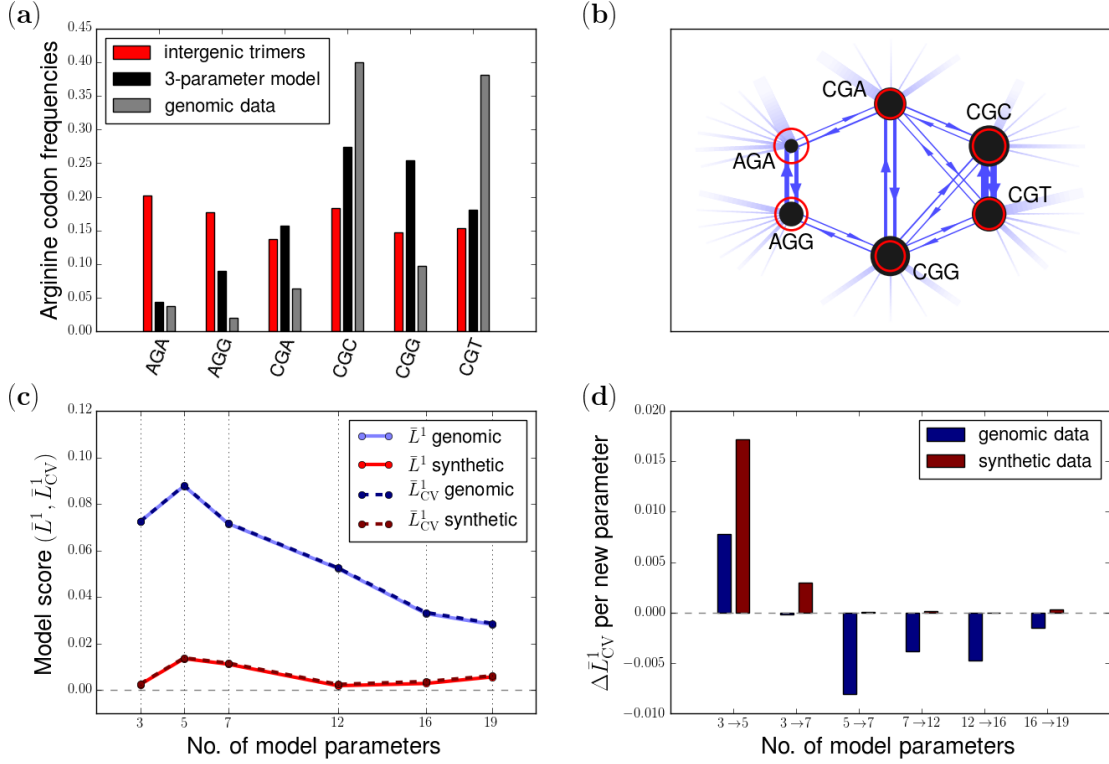 (a)
Arginine codon frequencies
0.45
0.40
0.35
0.30
0.25
0.20
0.15
0.10
0.05
0.00
intergenic trimers
3-parameter model
genomic data
AGA
AGG
CGA
CGC
CGG
CGT
(b)
CGA
CGC
AGA
CGT
AGG
CGG
(c)
Model score (L̄¹, L̄¹_CV)
0.12
0.10
0.08
0.06
0.04
0.02
0.00
L̄¹ genomic
L̄¹ synthetic
L̄¹_CV genomic
L̄¹_CV synthetic
3 5 7 12 16 19
No. of model parameters
(d)
ΔL̄¹_CV per new parameter
0.020
0.015
0.010
0.005
0.000
−0.005
−0.010
genomic data
synthetic data
3→5 3→7 5→7 7→12 12→16 16→19
No. of model parameters